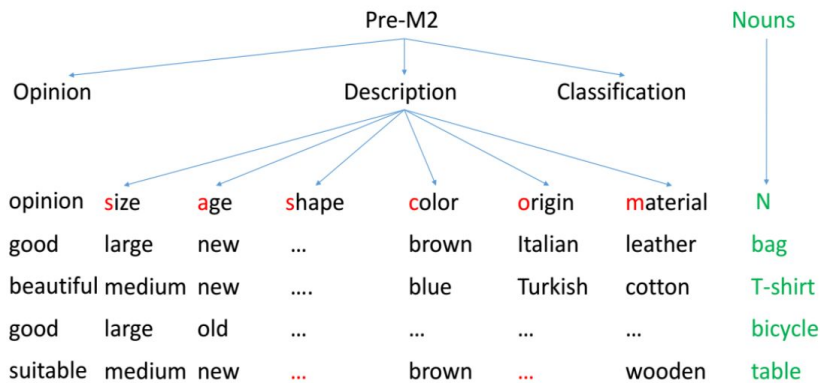 Pre-M2 Nouns
Opinion Description Classification
opinion size age shape color origin material N
good large new ... brown Italian leather bag
beautiful medium new .... blue Turkish cotton T-shirt
good large old ... ... ... ... bicycle
suitable medium new ... brown ... wooden table